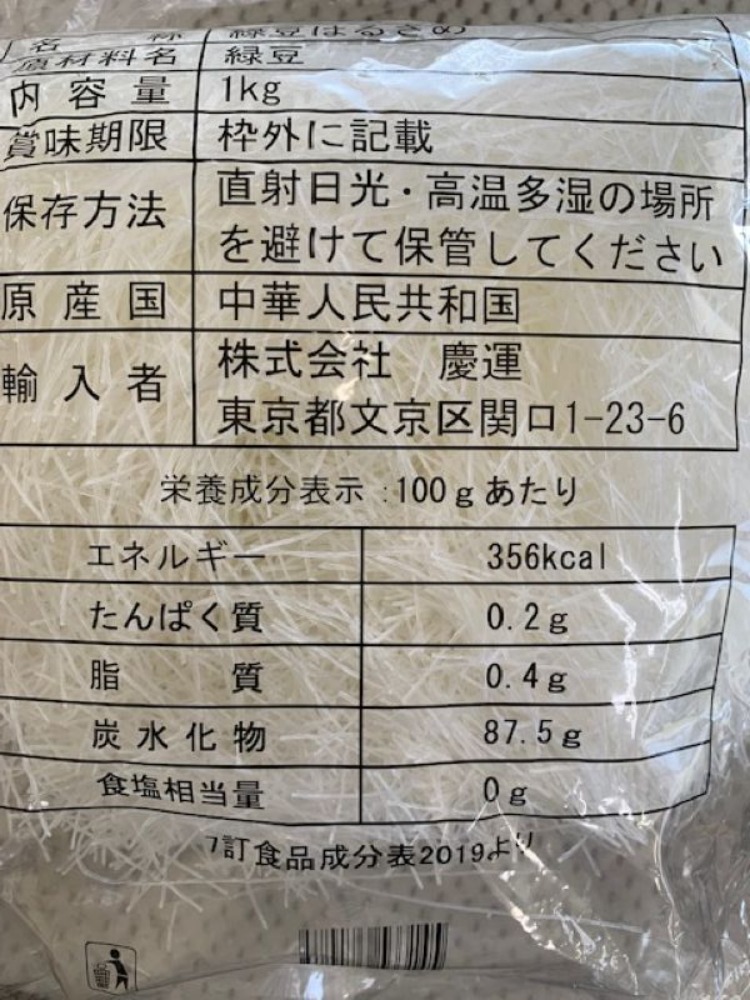 名 称 緑豆はるさめ
原材料名 緑豆
内容量 1kg
賞味期限 枠外に記載
保存方法 直射日光・高温多湿の場所
を避けて保管してください
原産国 中華人民共和国
輸入者 株式会社 慶運
東京都文京区関口1-23-6
栄養成分表示:100gあたり
エネルギー 356kcal
たんぱく質 0.2g
脂質 0.4g
炭水化物 87.5g
食塩相当量 0g
7訂食品成分表2019より